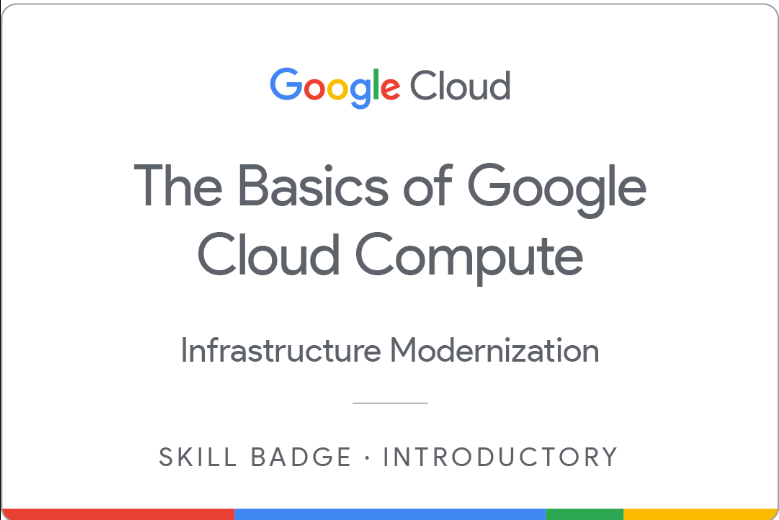 Google Cloud
The Basics of Google
Cloud Compute
Infrastructure Modernization
SKILL BADGE · INTRODUCTORY